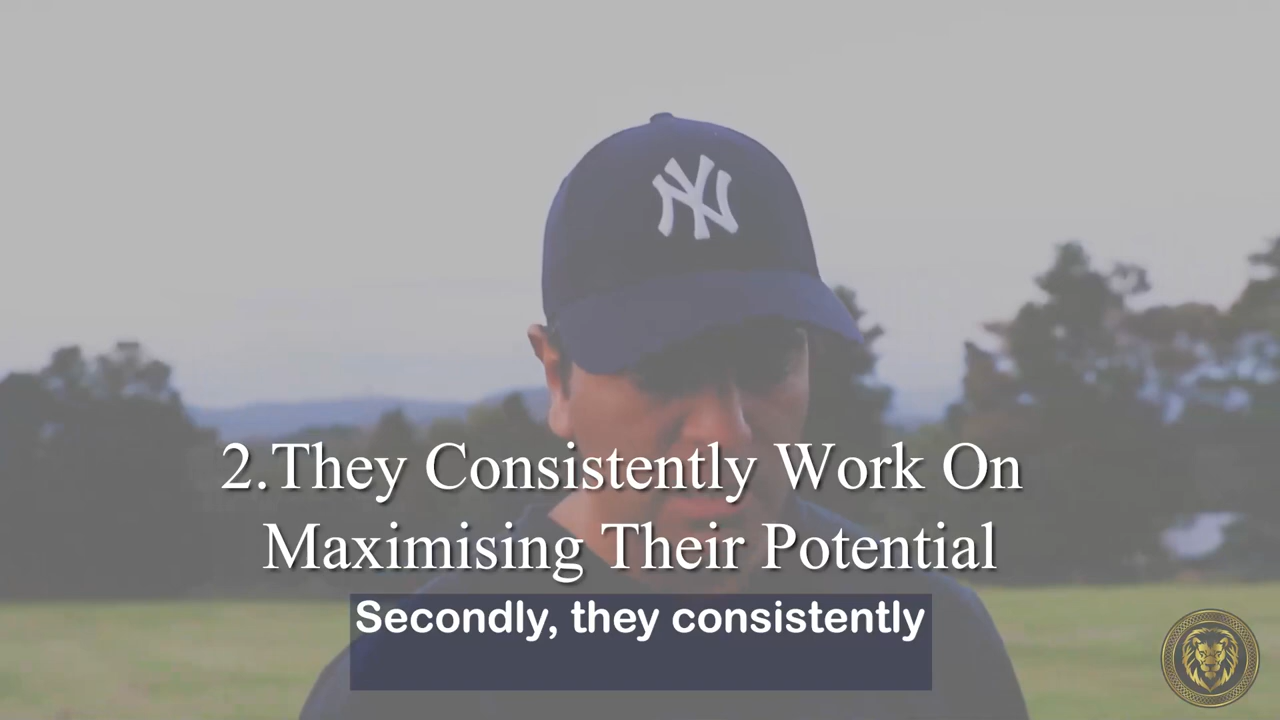 NY
2.They Consistently Work On
Maximising Their Potential
Secondly, they consistently